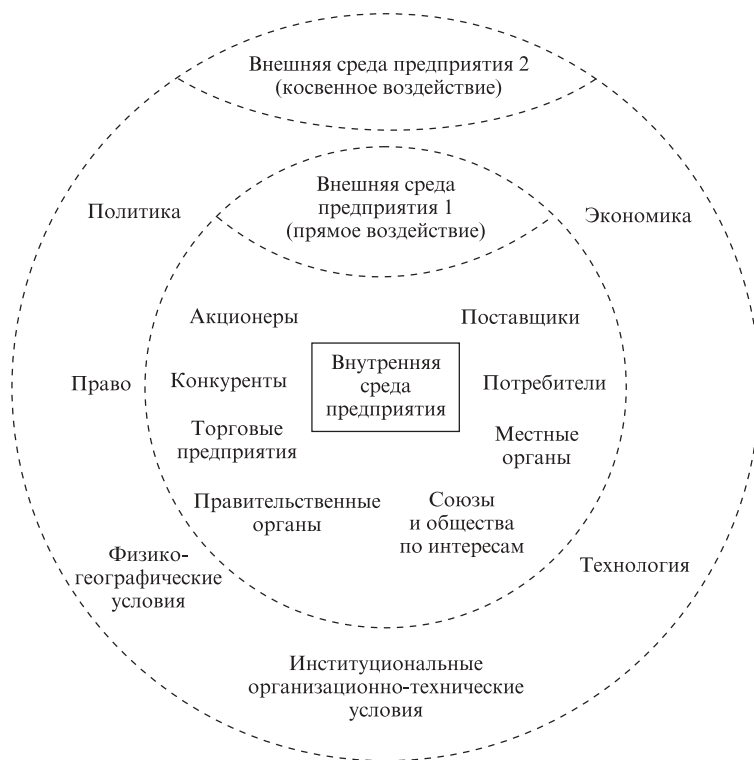 Внешняя среда предприятия 2
(косвенное воздействие)
Внешняя среда
предприятия 1
(прямое воздействие)
Политика
Экономика
Акционеры
Поставщики
Право
Конкуренты
Внутренняя
среда
предприятия
Потребители
Торговые
предприятия
Местные
органы
Правительственные
органы
Союзы
и общества
по интересам
Физико-
географические
условия
Технология
Институциональные
организационно-технические
условия